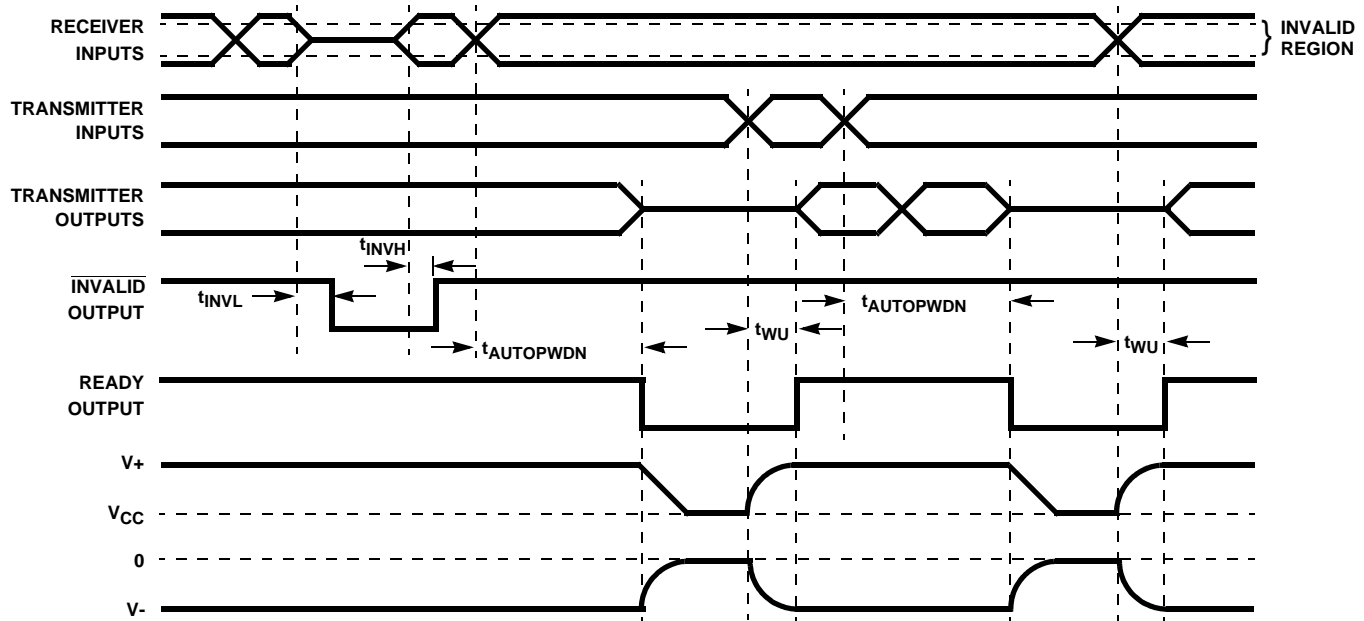 RECEIVER
INPUTS
} INVALID
REGION
TRANSMITTER
INPUTS
TRANSMITTER
OUTPUTS
tINVH
INVALID
OUTPUT
tINVL
tAUTOPWDN
tWU
tAUTOPWDN
tWU
READY
OUTPUT
V+
VCC
0
V-